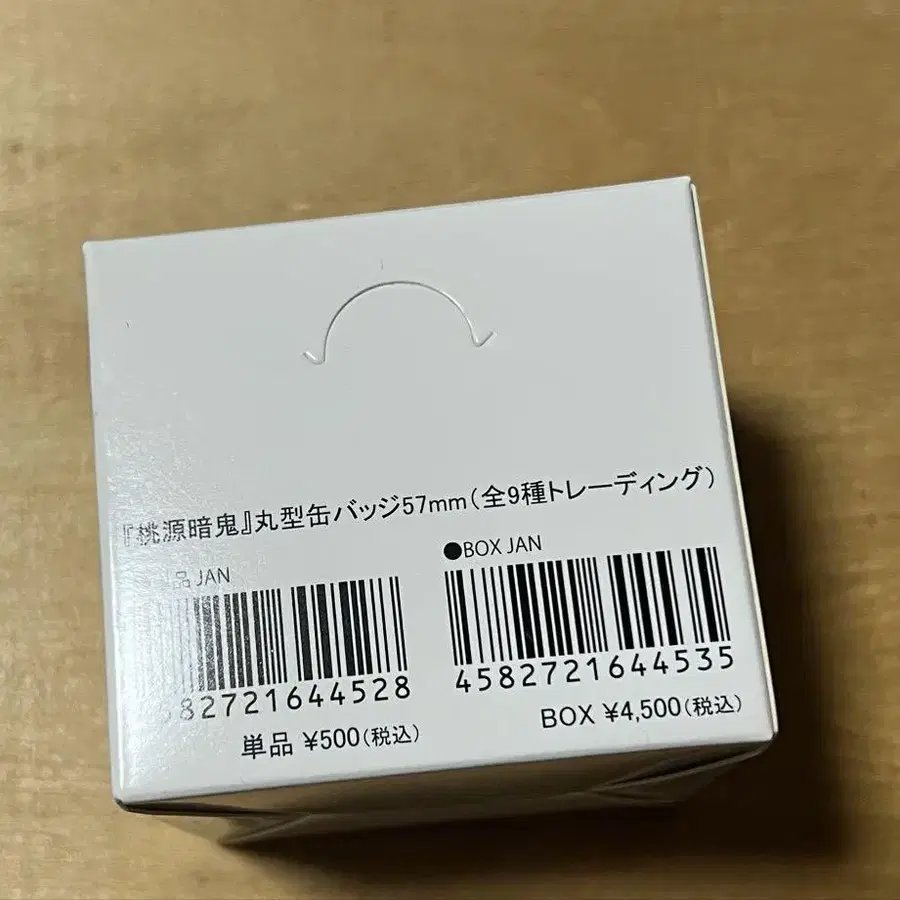 『桃源暗鬼』丸型缶バッジ57mm(全9種トレーディング)
品 JAN
●BOX JAN
582721644528
4582721644535
単品 ¥500(税込)
BOX ¥4,500(税込)